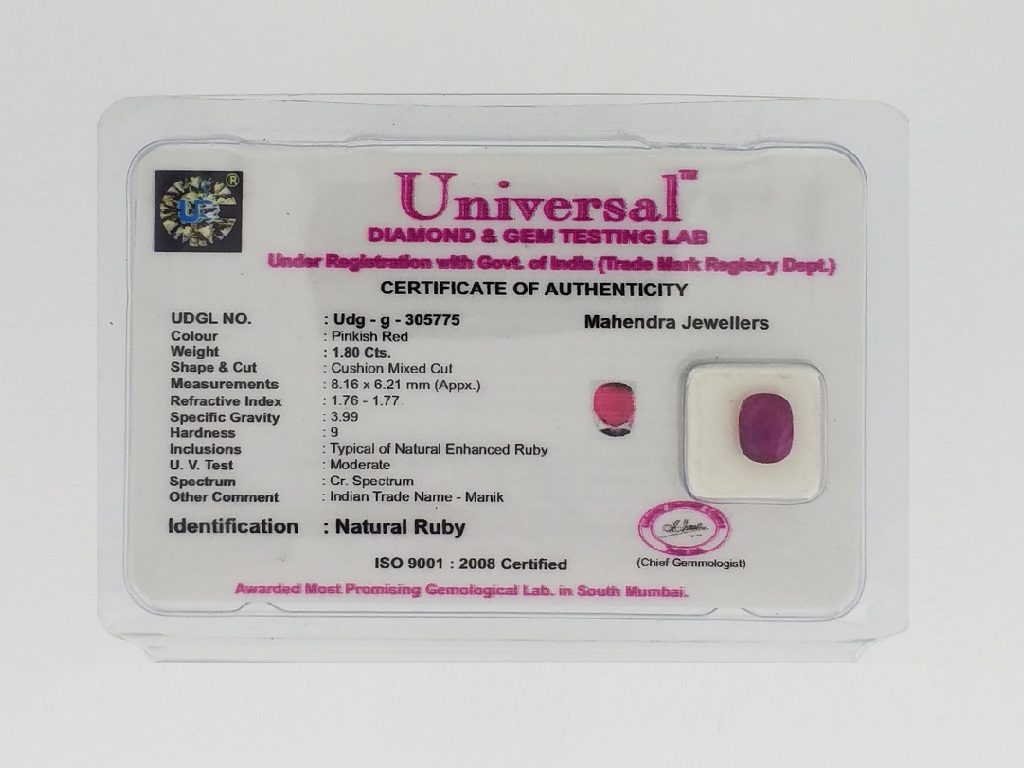 ®
Universal™
DIAMOND & GEM TESTING LAB
Under Registration with Govt. of India (Trade Mark Registry Dept.)
CERTIFICATE OF AUTHENTICITY
UDGL NO. : Udg - g - 305775
Mahendra Jewellers
Colour : Pinkish Red
Weight : 1.80 Cts.
Shape & Cut : Cushion Mixed Cut
Measurements : 8.16 x 6.21 mm (Appx.)
Refractive Index : 1.76 - 1.77
Specific Gravity : 3.99
Hardness : 9
Inclusions : Typical of Natural Enhanced Ruby
U. V. Test : Moderate
Spectrum : Cr. Spectrum
Other Comment : Indian Trade Name - Manik
Identification : Natural Ruby
ISO 9001 : 2008 Certified
(Chief Gemmologist)
Awarded Most Promising Gemological Lab. in South Mumbai.